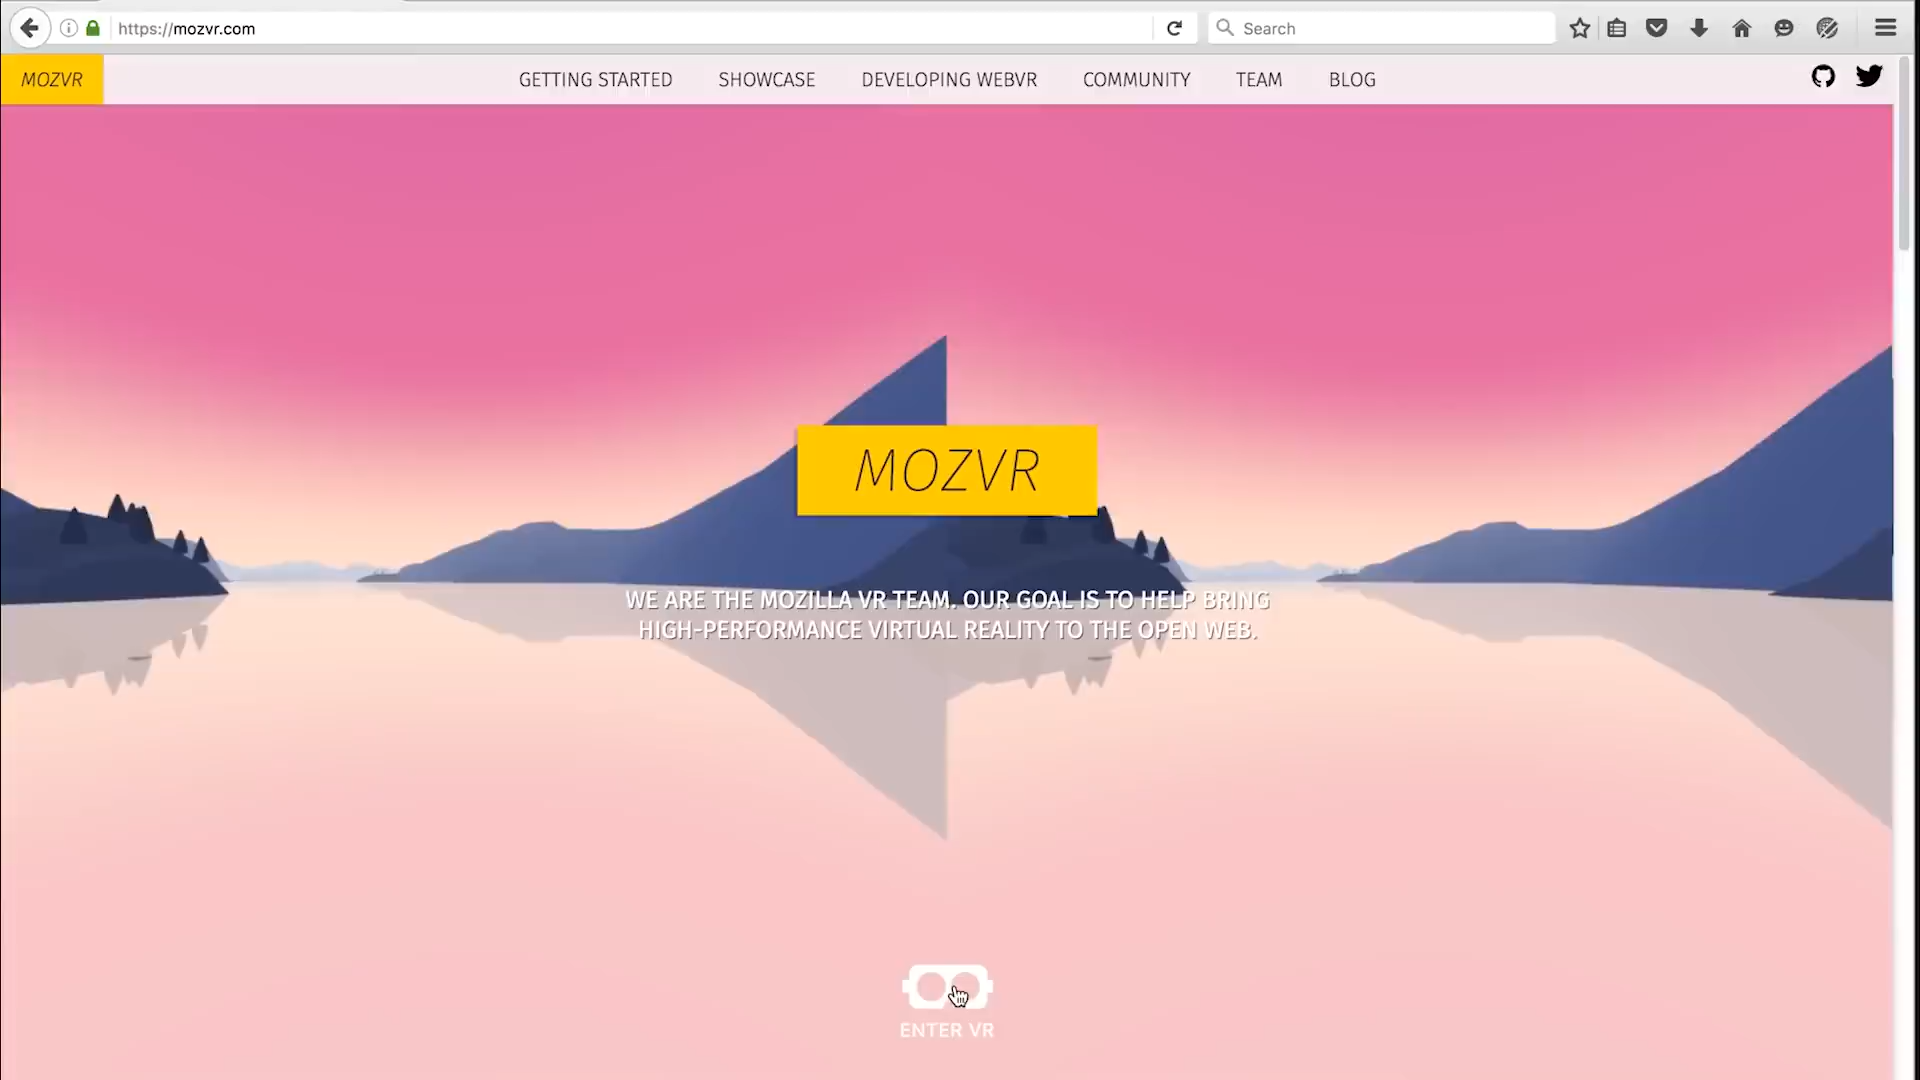 https://mozvr.com
Search
MOZVR
GETTING STARTED
SHOWCASE
DEVELOPING WEBVR
COMMUNITY
TEAM
BLOG
MOZVR
WE ARE THE MOZILLA VR TEAM. OUR GOAL IS TO HELP BRING
HIGH-PERFORMANCE VIRTUAL REALITY TO THE OPEN WEB.
ENTER VR